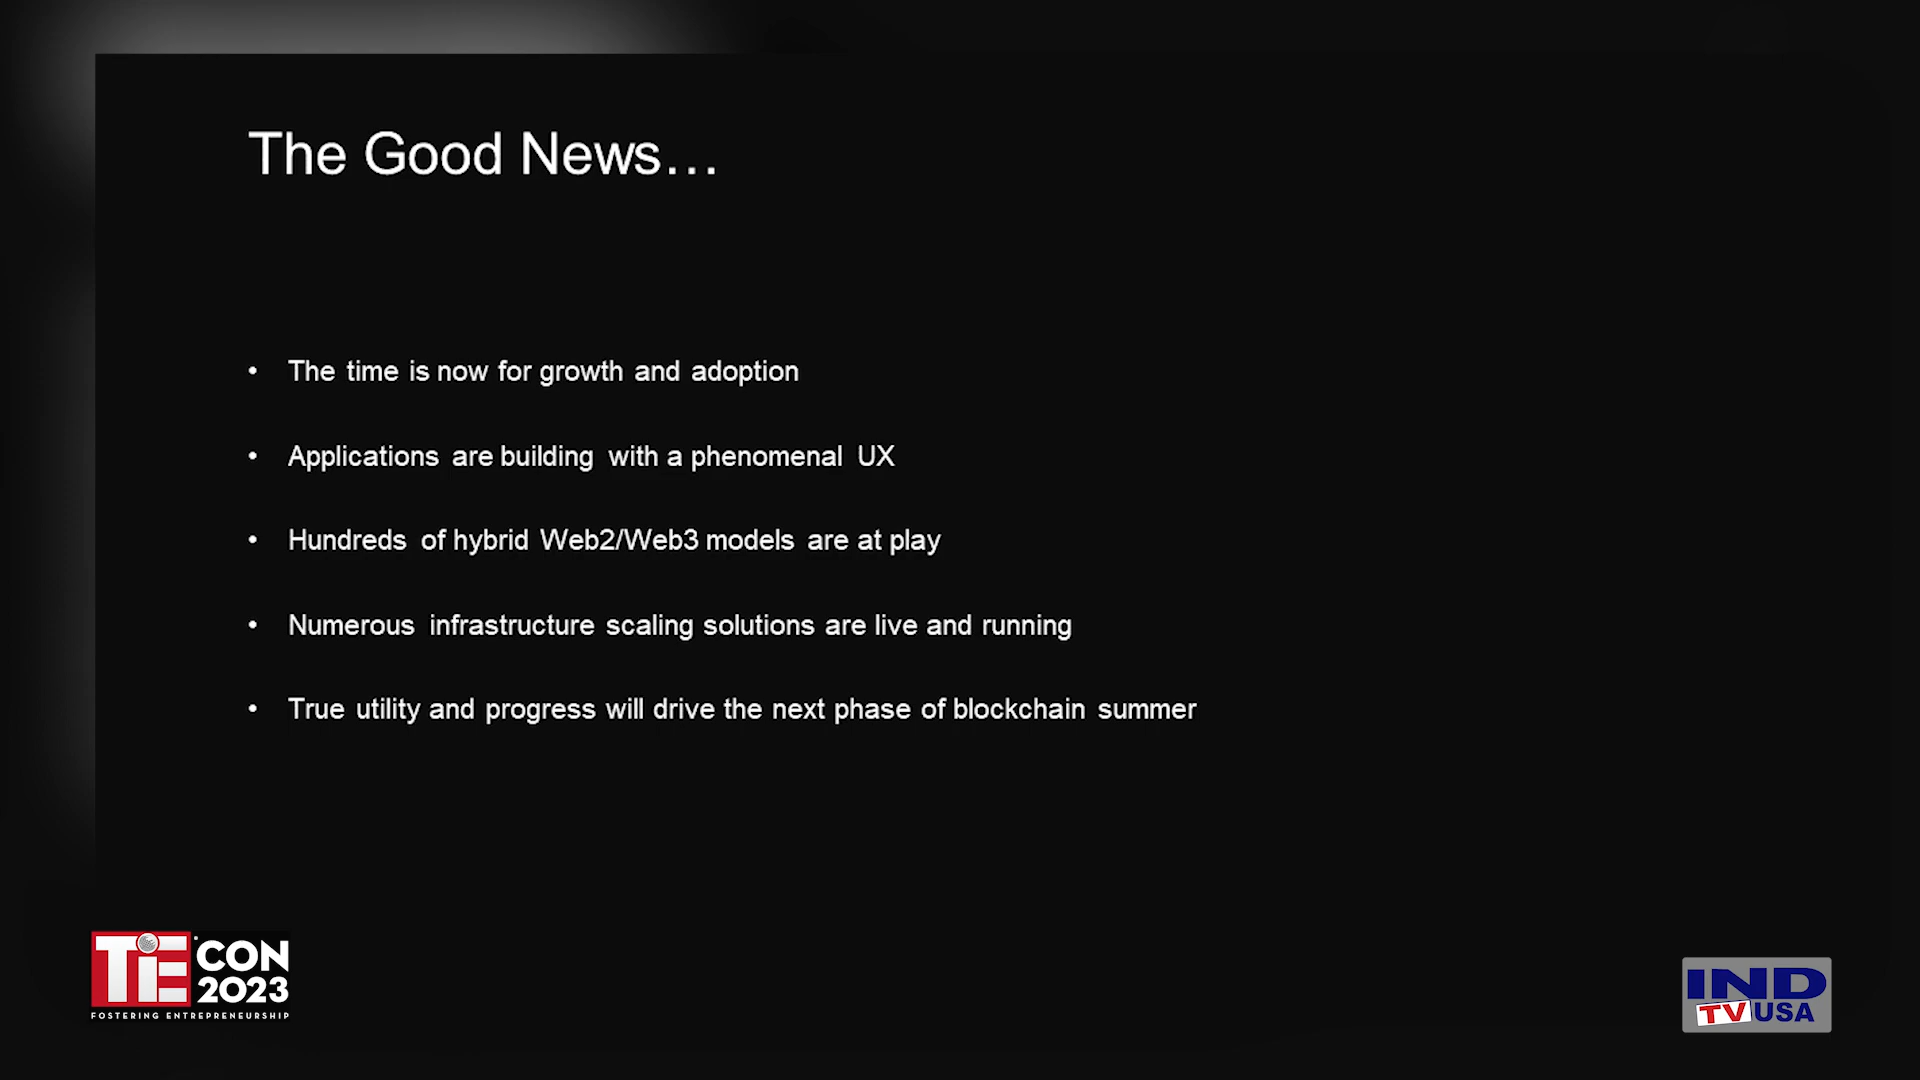 The Good News…
• The time is now for growth and adoption
• Applications are building with a phenomenal UX
• Hundreds of hybrid Web2/Web3 models are at play
• Numerous infrastructure scaling solutions are live and running
• True utility and progress will drive the next phase of blockchain summer
TiE CON
2023
FOSTERING ENTREPRENEURSHIP
IND
TV USA